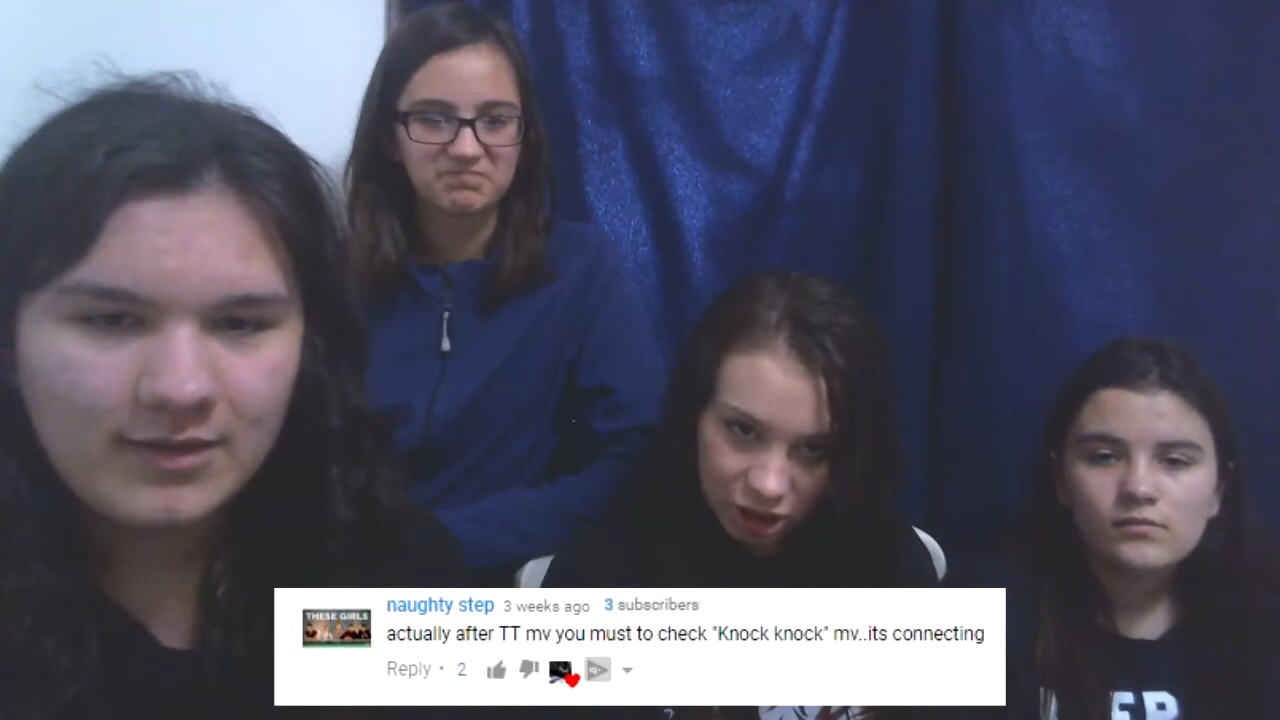 THESE GIRLS
naughty step 3 weeks ago 3 subscribers
actually after TT mv you must to check "Knock knock" mv..its connecting
Reply • 2